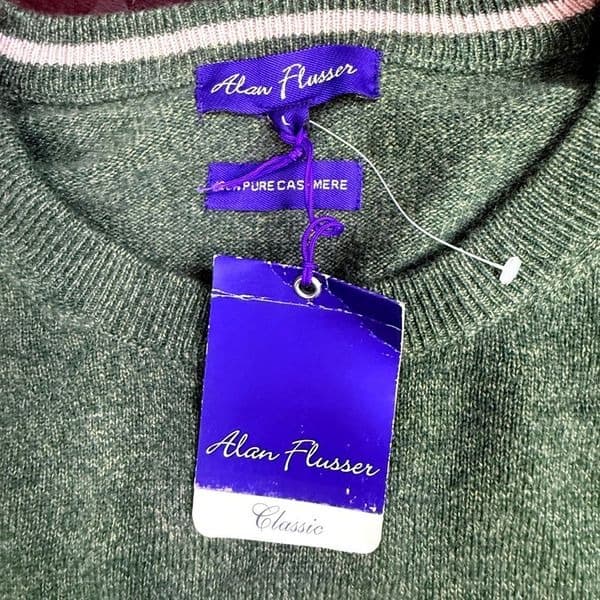 Alan Flusser
PURE CASHMERE
Alan Flusser
Classic